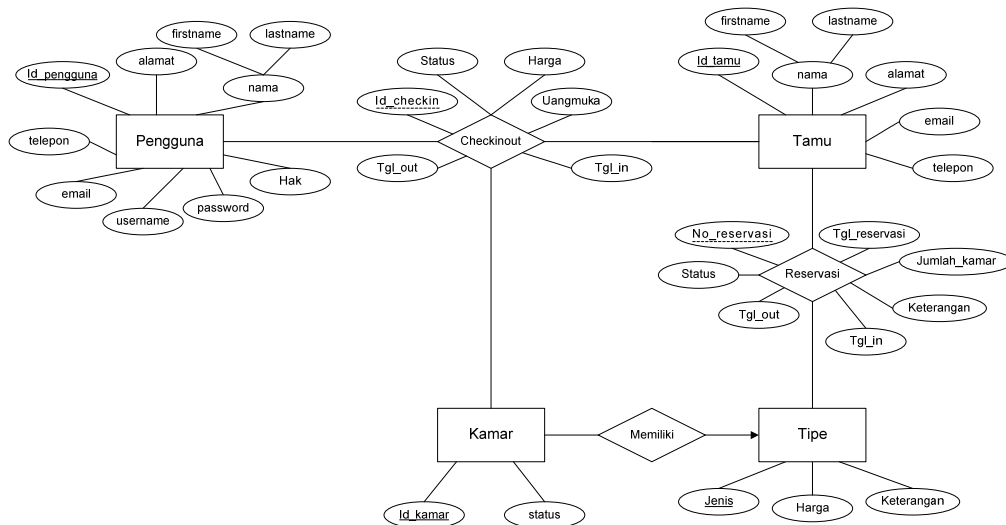 firstname
lastname
alamat
Id_pengguna
nama
telepon
Pengguna
email
username
password
Hak
Status
Harga
Id_checkin
Uangmuka
Checkinout
Tgl_out
Tgl_in
firstname
lastname
Id_tamu
nama
alamat
Tamu
email
telepon
No_reservasi
Tgl_reservasi
Status
Reservasi
Jumlah_kamar
Tgl_out
Keterangan
Tgl_in
Kamar
Memiliki
Tipe
Id_kamar
status
Jenis
Harga
Keterangan